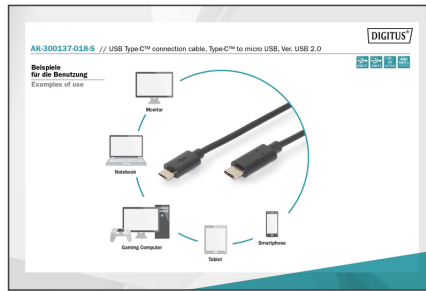 DIGITUS®
AK-300137-018-S // USB Type-C™ connection cable, Type-C™ to micro USB, Ver. USB 2.0
Beispiele
für die Benutzung
Examples of use
Monitor
Notebook
Gaming Computer
Tablet
Smartphone